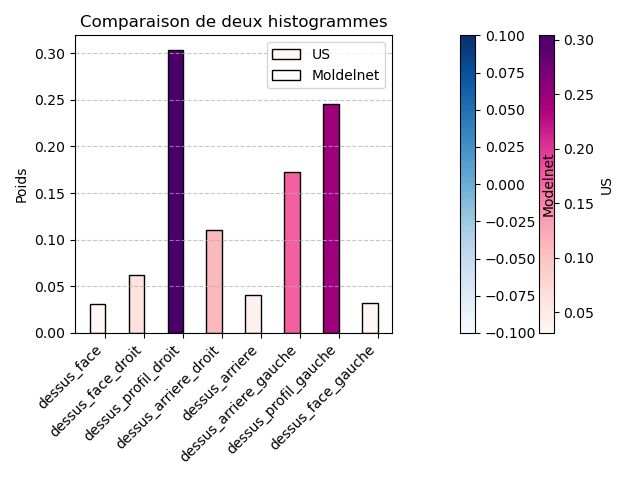 Comparaison de deux histogrammes
US
Moldelnet
Poids
0.30
0.25
0.20
0.15
0.10
0.05
0.00
dessus_face
dessus_face_droit
dessus_profil_droit
dessus_arriere_droit
dessus_arriere
dessus_arriere_gauche
dessus_profil_gauche
dessus_face_gauche
0.100
0.075
0.050
0.025
0.000
−0.025
−0.050
−0.075
−0.100
Modelnet
0.30
0.25
0.20
0.15
0.10
0.05
US